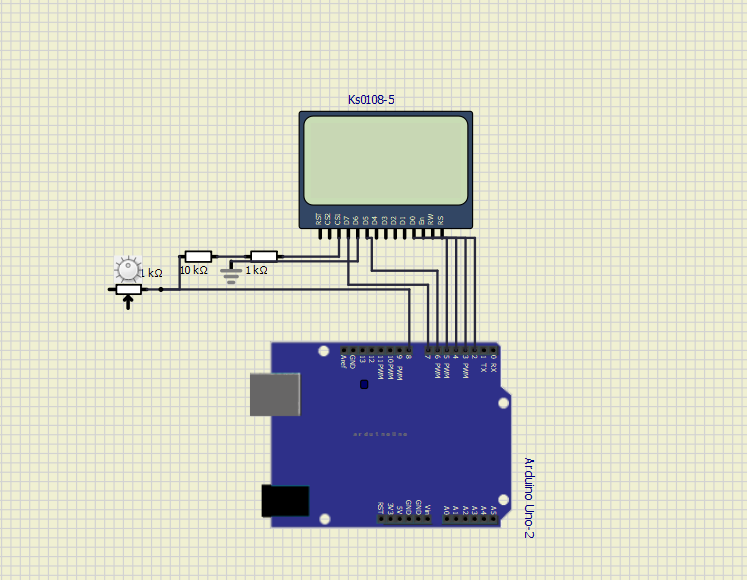 Ks0108-5
RST
CS2
CS1
D7
D6
D5
D4
D3
D2
D1
D0
En
RW
RS
1 kΩ
10 kΩ
1 kΩ
Aref
GND
13
12
11 PWM
10 PWM
9 PWM
8
7
6 PWM
5 PWM
4
3 PWM
2
1 TX
0 RX
arduinoUno
Arduino Uno-2
RST
3V3
5V
GND
GND
Vin
A0
A1
A2
A3
A4
A5